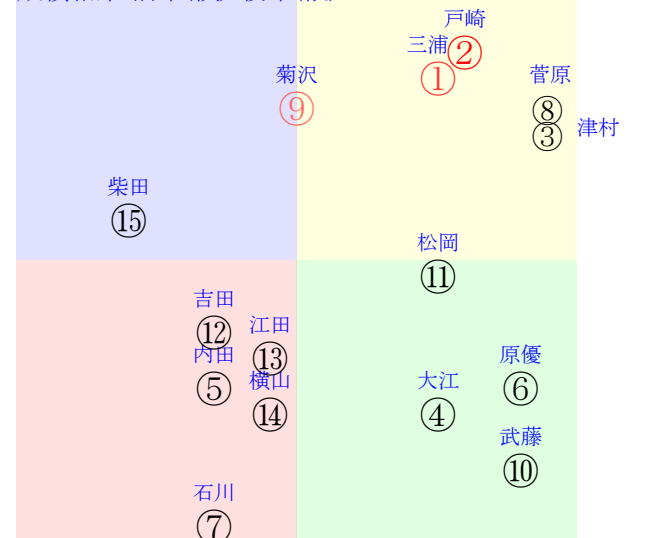 戸崎
三浦
②
①
菊沢
⑨
菅原
⑧
③
津村
柴田
⑮
松岡
⑪
吉田
⑫
江田
⑬
内田
⑤
横山
⑭
大江
④
原優
⑥
武藤
⑩
石川
⑦